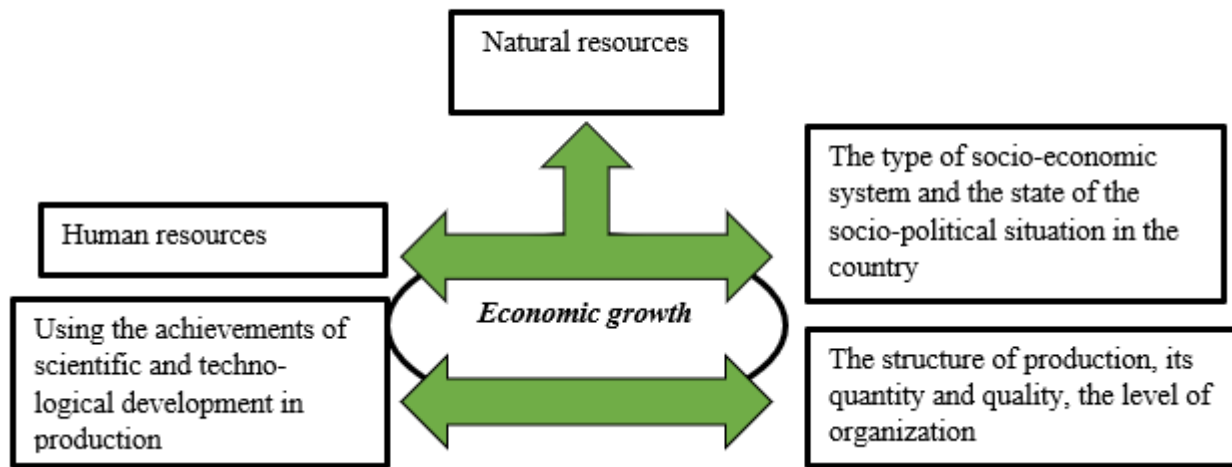 Natural resources
The type of socio-economic
system and the state of the
socio-political situation in the
country
Human resources
Economic growth
Using the achievements of
scientific and techno-
logical development in
production
The structure of production, its
quantity and quality, the level of
organization